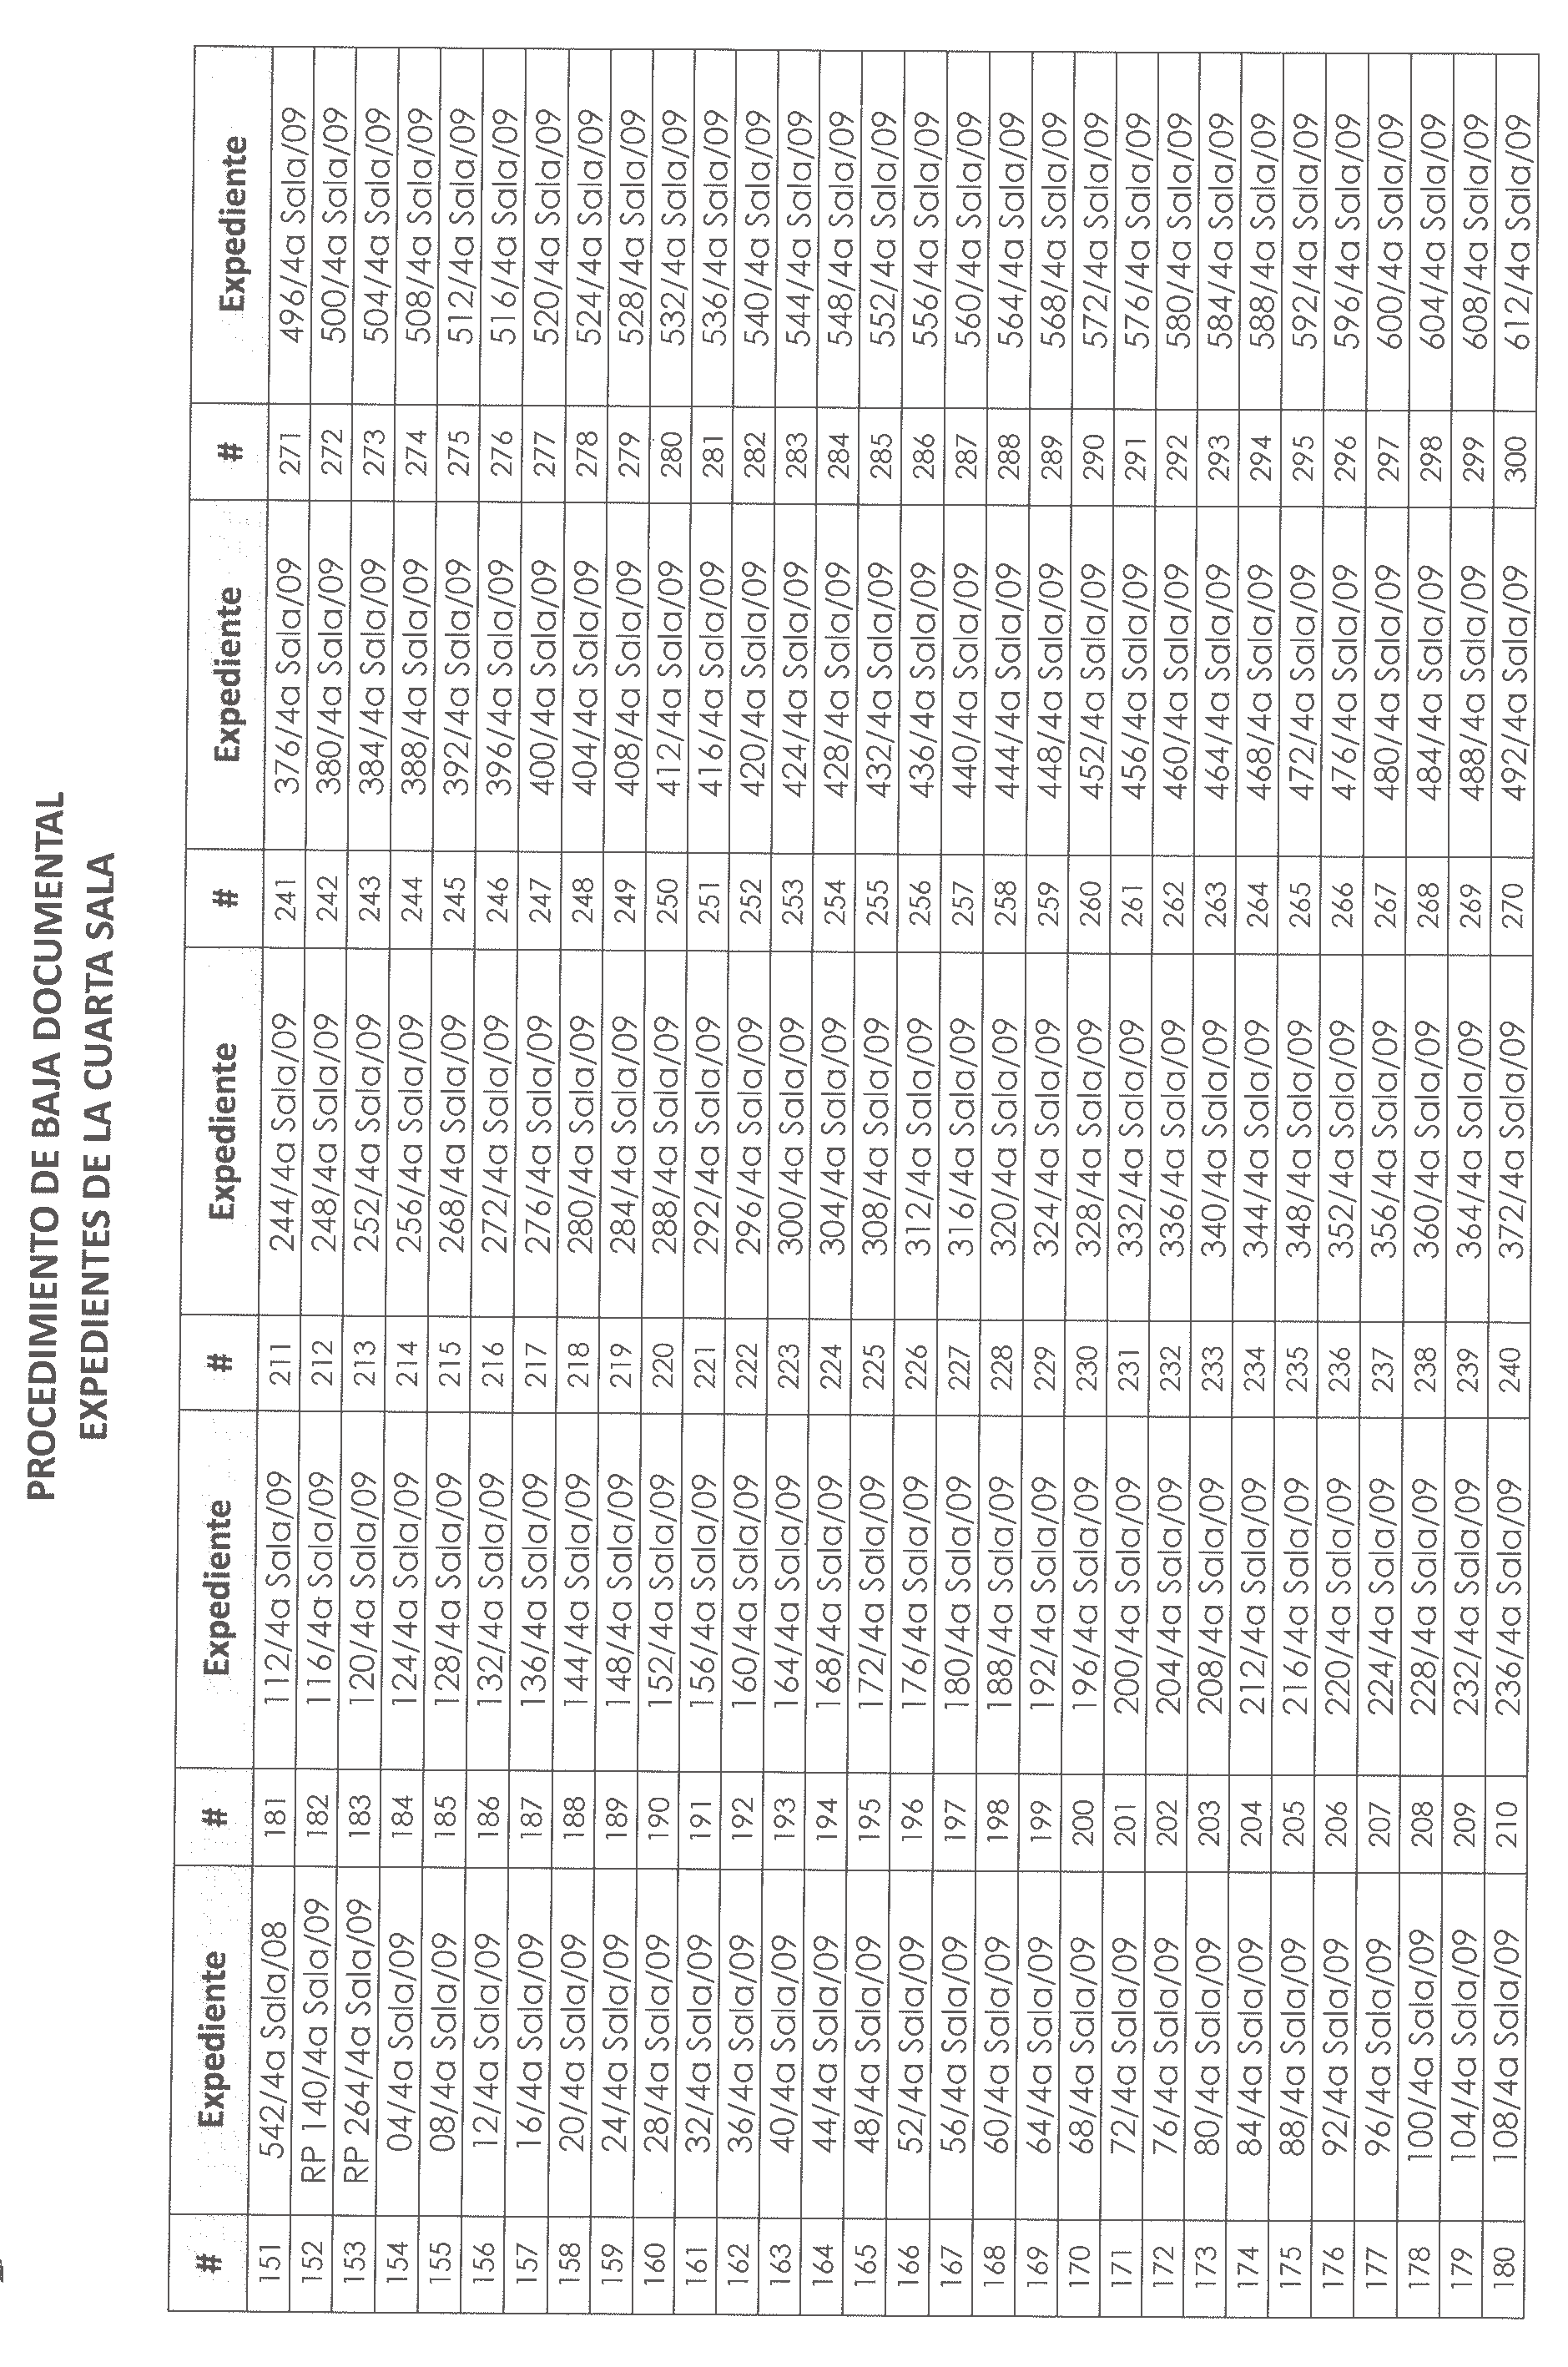 PROCEDIMIENTO DE BAJA DOCUMENTAL
EXPEDIENTES DE LA CUARTA SALA
# Expediente # Expediente # Expediente # Expediente # Expediente
151 542/4a Sala/08 181 112/4a Sala/09 211 244/4a Sala/09 241 376/4a Sala/09 271 496/4a Sala/09
152 RP 140/4a Sala/09 182 116/4a Sala/09 212 248/4a Sala/09 242 380/4a Sala/09 272 500/4a Sala/09
153 RP 264/4a Sala/09 183 120/4a Sala/09 213 252/4a Sala/09 243 384/4a Sala/09 273 504/4a Sala/09
154 04/4a Sala/09 184 124/4a Sala/09 214 256/4a Sala/09 244 388/4a Sala/09 274 508/4a Sala/09
155 08/4a Sala/09 185 128/4a Sala/09 215 268/4a Sala/09 245 392/4a Sala/09 275 512/4a Sala/09
156 12/4a Sala/09 186 132/4a Sala/09 216 272/4a Sala/09 246 396/4a Sala/09 276 516/4a Sala/09
157 16/4a Sala/09 187 136/4a Sala/09 217 276/4a Sala/09 247 400/4a Sala/09 277 520/4a Sala/09
158 20/4a Sala/09 188 144/4a Sala/09 218 280/4a Sala/09 248 404/4a Sala/09 278 524/4a Sala/09
159 24/4a Sala/09 189 148/4a Sala/09 219 284/4a Sala/09 249 408/4a Sala/09 279 528/4a Sala/09
160 28/4a Sala/09 190 152/4a Sala/09 220 288/4a Sala/09 250 412/4a Sala/09 280 532/4a Sala/09
161 32/4a Sala/09 191 156/4a Sala/09 221 292/4a Sala/09 251 416/4a Sala/09 281 536/4a Sala/09
162 36/4a Sala/09 192 160/4a Sala/09 222 296/4a Sala/09 252 420/4a Sala/09 282 540/4a Sala/09
163 40/4a Sala/09 193 164/4a Sala/09 223 300/4a Sala/09 253 424/4a Sala/09 283 544/4a Sala/09
164 44/4a Sala/09 194 168/4a Sala/09 224 304/4a Sala/09 254 428/4a Sala/09 284 548/4a Sala/09
165 48/4a Sala/09 195 172/4a Sala/09 225 308/4a Sala/09 255 432/4a Sala/09 285 552/4a Sala/09
166 52/4a Sala/09 196 176/4a Sala/09 226 312/4a Sala/09 256 436/4a Sala/09 286 556/4a Sala/09
167 56/4a Sala/09 197 180/4a Sala/09 227 316/4a Sala/09 257 440/4a Sala/09 287 560/4a Sala/09
168 60/4a Sala/09 198 188/4a Sala/09 228 320/4a Sala/09 258 444/4a Sala/09 288 564/4a Sala/09
169 64/4a Sala/09 199 192/4a Sala/09 229 324/4a Sala/09 259 448/4a Sala/09 289 568/4a Sala/09
170 68/4a Sala/09 200 196/4a Sala/09 230 328/4a Sala/09 260 452/4a Sala/09 290 572/4a Sala/09
171 72/4a Sala/09 201 200/4a Sala/09 231 332/4a Sala/09 261 456/4a Sala/09 291 576/4a Sala/09
172 76/4a Sala/09 202 204/4a Sala/09 232 336/4a Sala/09 262 460/4a Sala/09 292 580/4a Sala/09
173 80/4a Sala/09 203 208/4a Sala/09 233 340/4a Sala/09 263 464/4a Sala/09 293 584/4a Sala/09
174 84/4a Sala/09 204 212/4a Sala/09 234 344/4a Sala/09 264 468/4a Sala/09 294 588/4a Sala/09
175 88/4a Sala/09 205 216/4a Sala/09 235 348/4a Sala/09 265 472/4a Sala/09 295 592/4a Sala/09
176 92/4a Sala/09 206 220/4a Sala/09 236 352/4a Sala/09 266 476/4a Sala/09 296 596/4a Sala/09
177 96/4a Sala/09 207 224/4a Sala/09 237 356/4a Sala/09 267 480/4a Sala/09 297 600/4a Sala/09
178 100/4a Sala/09 208 228/4a Sala/09 238 360/4a Sala/09 268 484/4a Sala/09 298 604/4a Sala/09
179 104/4a Sala/09 209 232/4a Sala/09 239 364/4a Sala/09 269 488/4a Sala/09 299 608/4a Sala/09
180 108/4a Sala/09 210 236/4a Sala/09 240 372/4a Sala/09 270 492/4a Sala/09 300 612/4a Sala/09